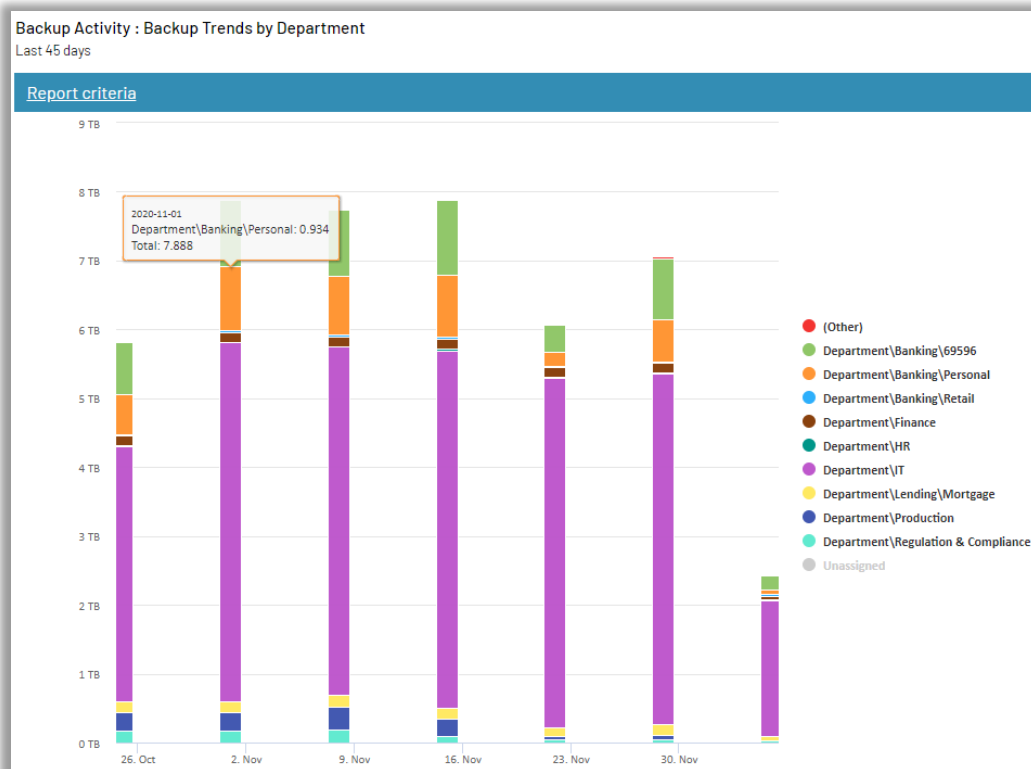 Backup Activity : Backup Trends by Department
Last 45 days
Report criteria
9 TB
8 TB
2020-11-01
Department\Banking\Personal: 0.934
Total: 7.888
7 TB
6 TB
5 TB
4 TB
3 TB
2 TB
1 TB
0 TB
26. Oct
2. Nov
9. Nov
16. Nov
23. Nov
30. Nov
(Other)
Department\Banking\69596
Department\Banking\Personal
Department\Banking\Retail
Department\Finance
Department\HR
Department\IT
Department\Lending\Mortgage
Department\Production
Department\Regulation & Compliance
Unassigned